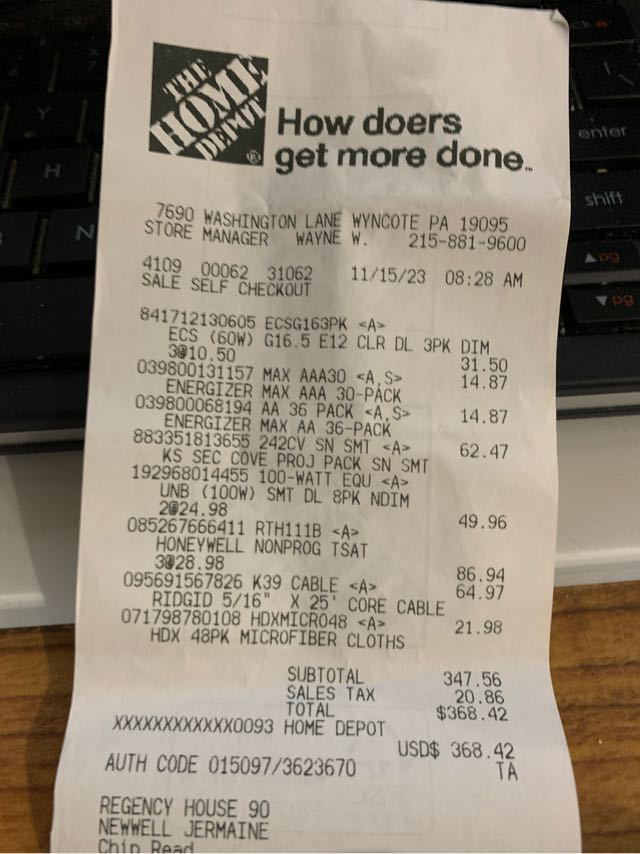 THE
HOME
DEPOT
®
How doers
get more done™
7690 WASHINGTON LANE WYNCOTE PA 19095
STORE MANAGER WAYNE W. 215-881-9600
4109 00062 31062 11/15/23 08:28 AM
SALE SELF CHECKOUT
841712130605 ECSG163PK <A>
ECS (60W) G16.5 E12 CLR DL 3PK DIM
3@10.50 31.50
039800131157 MAX AAA30 <A,S> 14.87
ENERGIZER MAX AAA 30-PACK
039800068194 AA 36 PACK <A,S> 14.87
ENERGIZER MAX AA 36-PACK
883351813655 242CV SN SMT <A> 62.47
KS SEC COVE PROJ PACK SN SMT
192968014455 100-WATT EQU <A>
UNB (100W) SMT DL 8PK NDIM
2@24.98 49.96
085267666411 RTH111B <A>
HONEYWELL NONPROG TSAT
3@28.98 86.94
095691567826 K39 CABLE <A> 64.97
RIDGID 5/16" X 25' CORE CABLE
071798780108 HDXMICRO48 <A> 21.98
HDX 48PK MICROFIBER CLOTHS
SUBTOTAL 347.56
SALES TAX 20.86
TOTAL $368.42
XXXXXXXXXXXX0093 HOME DEPOT
USD$ 368.42
AUTH CODE 015097/3623670 TA
REGENCY HOUSE 90
NEWWELL JERMAINE
Chip Read
Y
H
N
enter
shift
▲pg
▼pg